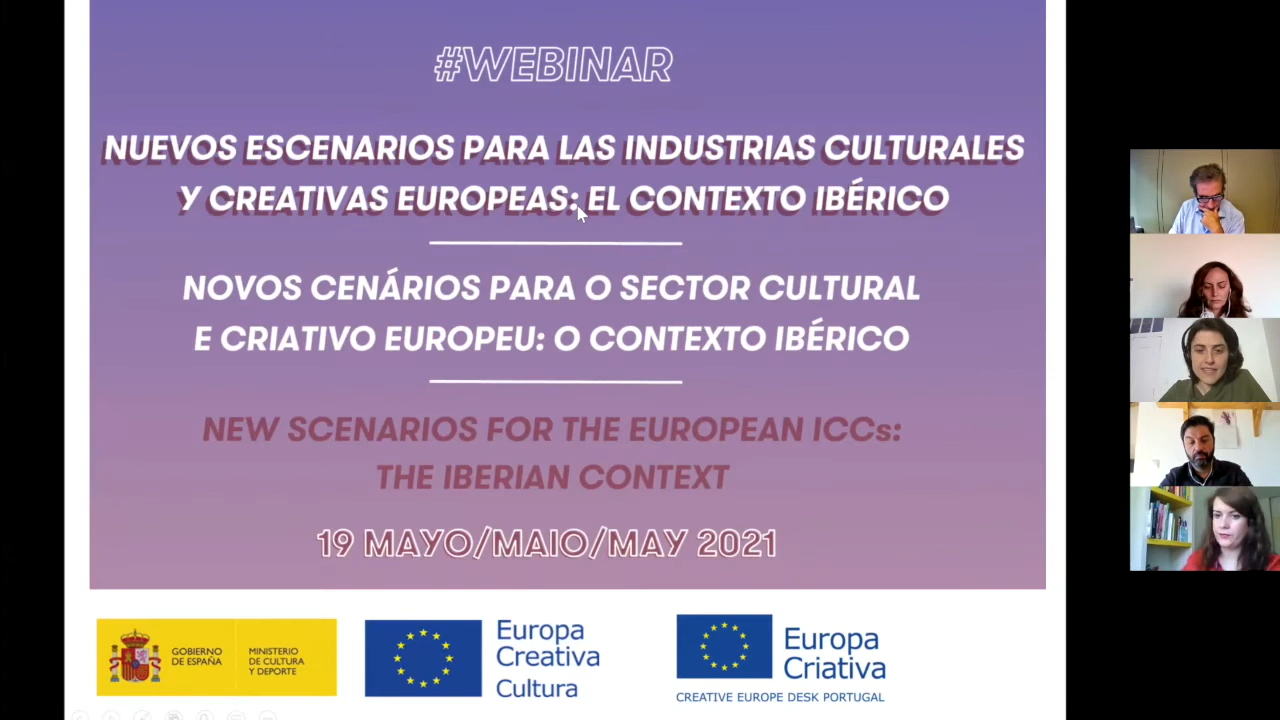 #WEBINAR
NUEVOS ESCENARIOS PARA LAS INDUSTRIAS CULTURALES
Y CREATIVAS EUROPEAS: EL CONTEXTO IBÉRICO
NOVOS CENÁRIOS PARA O SECTOR CULTURAL
E CRIATIVO EUROPEU: O CONTEXTO IBÉRICO
NEW SCENARIOS FOR THE EUROPEAN ICCs:
THE IBERIAN CONTEXT
19 MAYO/MAIO/MAY 2021
GOBIERNO
DE ESPAÑA
MINISTERIO
DE CULTURA
Y DEPORTE
Europa
Creativa
Cultura
Europa
Criativa
CREATIVE EUROPE DESK PORTUGAL